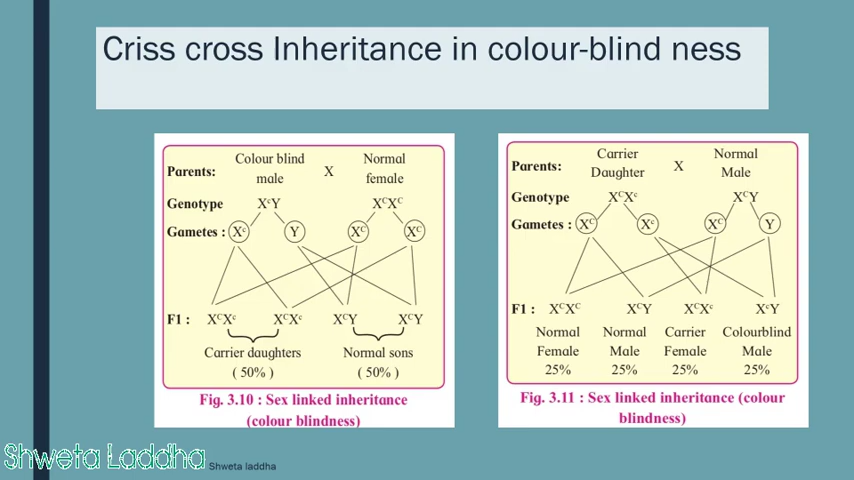 Criss cross Inheritance in colour-blind ness
Parents: Colour blind male X Normal female
Genotype XᶜY XᶜXᶜ
Gametes : Xᶜ Y Xᶜ Xᶜ
F1 : XᶜXᶜ XᶜXᶜ XᶜY XᶜY
Carrier daughters Normal sons
( 50% ) ( 50% )
Fig. 3.10 : Sex linked inheritance
(colour blindness)
Parents: Carrier Daughter X Normal Male
Genotype XᶜXᶜ XᶜY
Gametes : Xᶜ Xᶜ Xᶜ Y
F1 : XᶜXᶜ XᶜY XᶜXᶜ XᶜY
Normal Normal Carrier Colourblind
Female Male Female Male
25% 25% 25% 25%
Fig. 3.11 : Sex linked inheritance (colour
blindness)
Shweta Laddha
Shweta laddha